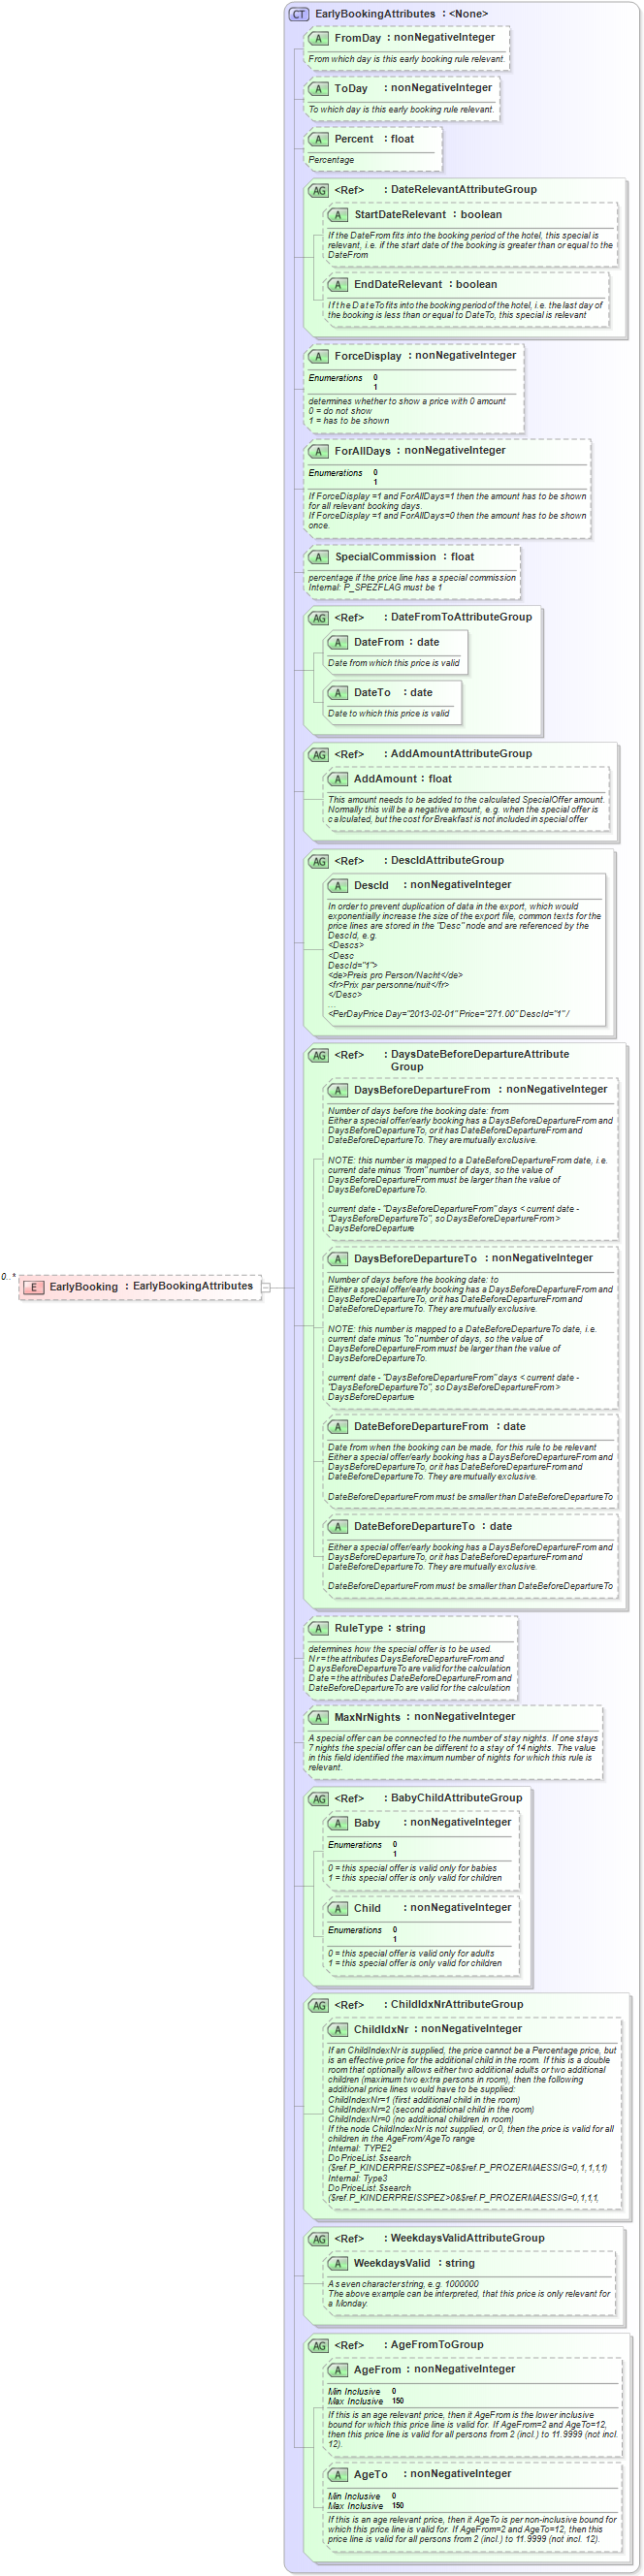 CT EarlyBookingAttributes : <None>
A FromDay : nonNegativeInteger
From which day is this early booking rule relevant.
A ToDay : nonNegativeInteger
To which day is this early booking rule relevant.
A Percent : float
Percentage
AG <Ref> : DateRelevantAttributeGroup
A StartDateRelevant : boolean
If the DateFrom fits into the booking period of the hotel, this special is
relevant, i.e. if the start date of the booking is greater than or equal to the
DateFrom
A EndDateRelevant : boolean
If the DateTo fits into the booking period of the hotel, i.e. the last day of
the booking is less than or equal to DateTo, this special is relevant
A ForceDisplay : nonNegativeInteger
Enumerations 0
1
determines whether to show a price with 0 amount
0 = do not show
1 = has to be shown
A ForAllDays : nonNegativeInteger
Enumerations 0
1
If ForceDisplay =1 and ForAllDays=1 then the amount has to be shown
for all relevant booking days.
If ForceDisplay =1 and ForAllDays=0 then the amount has to be shown
once.
A SpecialCommission : float
percentage if the price line has a special commission
Internal: P_SPEZFLAG must be 1
AG <Ref> : DateFromToAttributeGroup
A DateFrom : date
Date from which this price is valid
A DateTo : date
Date to which this price is valid
AG <Ref> : AddAmountAttributeGroup
A AddAmount : float
This amount needs to be added to the calculated SpecialOffer amount.
Normally this will be a negative amount, e.g. when the special offer is
calculated, but the cost for Breakfast is not included in special offer
AG <Ref> : DescIdAttributeGroup
A DescId : nonNegativeInteger
In order to prevent duplication of data in the export, which would
exponentially increase the size of the export file, common texts for the
price lines are stored in the "Desc" node and are referenced by the
DescId, e.g.
<Descs>
<Desc
DescId="1">
<de>Preis pro Person/Nacht</de>
<fr>Prix par personne/nuit</fr>
</Desc>
...
<PerDayPrice Day="2013-02-01" Price="271.00" DescId="1" /
AG <Ref> : DaysDateBeforeDepartureAttribute
Group
A DaysBeforeDepartureFrom : nonNegativeInteger
Number of days before the booking date: from
Either a special offer/early booking has a DaysBeforeDepartureFrom and
DaysBeforeDepartureTo, or it has DateBeforeDepartureFrom and
DateBeforeDepartureTo. They are mutually exclusive.
NOTE: this number is mapped to a DateBeforeDepartureFrom date, i.e.
current date minus "from" number of days, so the value of
DaysBeforeDepartureFrom must be larger than the value of
DaysBeforeDepartureTo.
current date - "DaysBeforeDepartureFrom" days < current date -
"DaysBeforeDepartureTo", so DaysBeforeDepartureFrom >
DaysBeforeDeparture
0..* E EarlyBooking : EarlyBookingAttributes
A DaysBeforeDepartureTo : nonNegativeInteger
Number of days before the booking date: to
Either a special offer/early booking has a DaysBeforeDepartureFrom and
DaysBeforeDepartureTo, or it has DateBeforeDepartureFrom and
DateBeforeDepartureTo. They are mutually exclusive.
NOTE: this number is mapped to a DateBeforeDepartureTo date, i.e.
current date minus "to" number of days, so the value of
DaysBeforeDepartureFrom must be larger than the value of
DaysBeforeDepartureTo.
current date - "DaysBeforeDepartureFrom" days < current date -
"DaysBeforeDepartureTo", so DaysBeforeDepartureFrom >
DaysBeforeDeparture
A DateBeforeDepartureFrom : date
Date from when the booking can be made, for this rule to be relevant
Either a special offer/early booking has a DaysBeforeDepartureFrom and
DaysBeforeDepartureTo, or it has DateBeforeDepartureFrom and
DateBeforeDepartureTo. They are mutually exclusive.
DateBeforeDepartureFrom must be smaller than DateBeforeDepartureTo
A DateBeforeDepartureTo : date
Either a special offer/early booking has a DaysBeforeDepartureFrom and
DaysBeforeDepartureTo, or it has DateBeforeDepartureFrom and
DateBeforeDepartureTo. They are mutually exclusive.
DateBeforeDepartureFrom must be smaller than DateBeforeDepartureTo
A RuleType : string
determines how the special offer is to be used.
Nr = the attributes DaysBeforeDepartureFrom and
DaysBeforeDepartureTo are valid for the calculation
Date = the attributes DateBeforeDepartureFrom and
DateBeforeDepartureTo are valid for the calculation
A MaxNrNights : nonNegativeInteger
A special offer can be connected to the number of stay nights. If one stays
7 nights the special offer can be different to a stay of 14 nights. The value
in this field identified the maximum number of nights for which this rule is
relevant.
AG <Ref> : BabyChildAttributeGroup
A Baby : nonNegativeInteger
Enumerations 0
1
0 = this special offer is valid only for babies
1 = this special offer is only valid for children
A Child : nonNegativeInteger
Enumerations 0
1
0 = this special offer is valid only for adults
1 = this special offer is only valid for children
AG <Ref> : ChildIdxNrAttributeGroup
A ChildIdxNr : nonNegativeInteger
If an ChildIndexNr is supplied, the price cannot be a Percentage price, but
is an effective price for the additional child in the room. If this is a double
room that optionally allows either two additional adults or two additional
children (maximum two extra persons in room), then the following
additional price lines would have to be supplied:
ChildIndexNr=1 (first additional child in the room)
ChildIndexNr=2 (second additional child in the room)
ChildIndexNr=0 (no additional children in room)
If the node ChildIndexNr is not supplied, or 0, then the price is valid for all
children in the AgeFrom/AgeTo range
Internal: TYPE2
DoPriceList.$search
($ref.P_KINDERPREISSPEZ=0&$ref.P_PROZERMAESSIG=0,1,1,1,1)
Internal: Type3
DoPriceList.$search
($ref.P_KINDERPREISSPEZ>0&$ref.P_PROZERMAESSIG=0,1,1,1,
AG <Ref> : WeekdaysValidAttributeGroup
A WeekdaysValid : string
A seven character string, e.g. 1000000
The above example can be interpreted, that this price is only relevant for
a Monday.
AG <Ref> : AgeFromToGroup
A AgeFrom : nonNegativeInteger
Min Inclusive 0
Max Inclusive 150
If this is an age relevant price, then it AgeFrom is the lower inclusive
bound for which this price line is valid for. If AgeFrom=2 and AgeTo=12,
then this price line is valid for all persons from 2 (incl.) to 11.9999 (not incl.
12).
A AgeTo : nonNegativeInteger
Min Inclusive 0
Max Inclusive 150
If this is an age relevant price, then it AgeTo is per non-inclusive bound for
which this price line is valid for. If AgeFrom=2 and AgeTo=12, then this
price line is valid for all persons from 2 (incl.) to 11.9999 (not incl. 12).